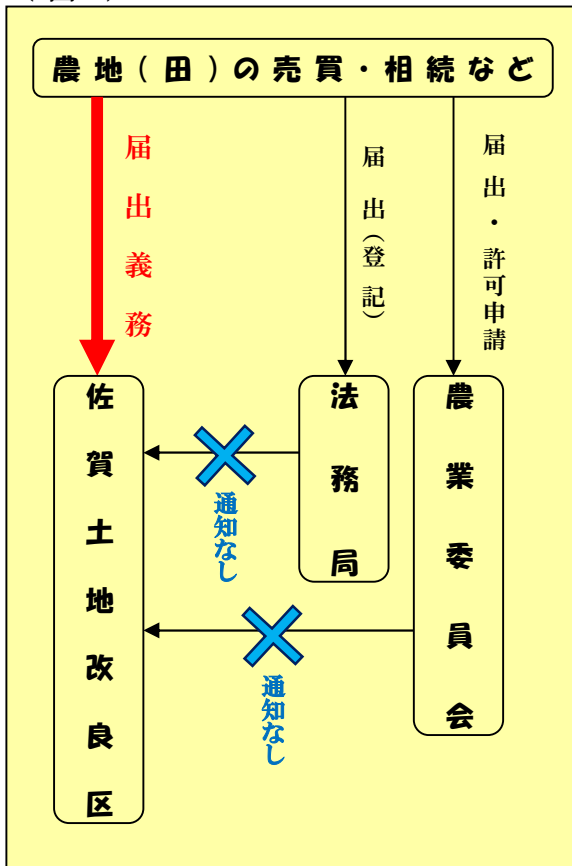 農地(田)の売買・相続など
届出義務
届出(登記)
届出・許可申請
佐賀土地改良区
法務局
農業委員会
通知なし
通知なし